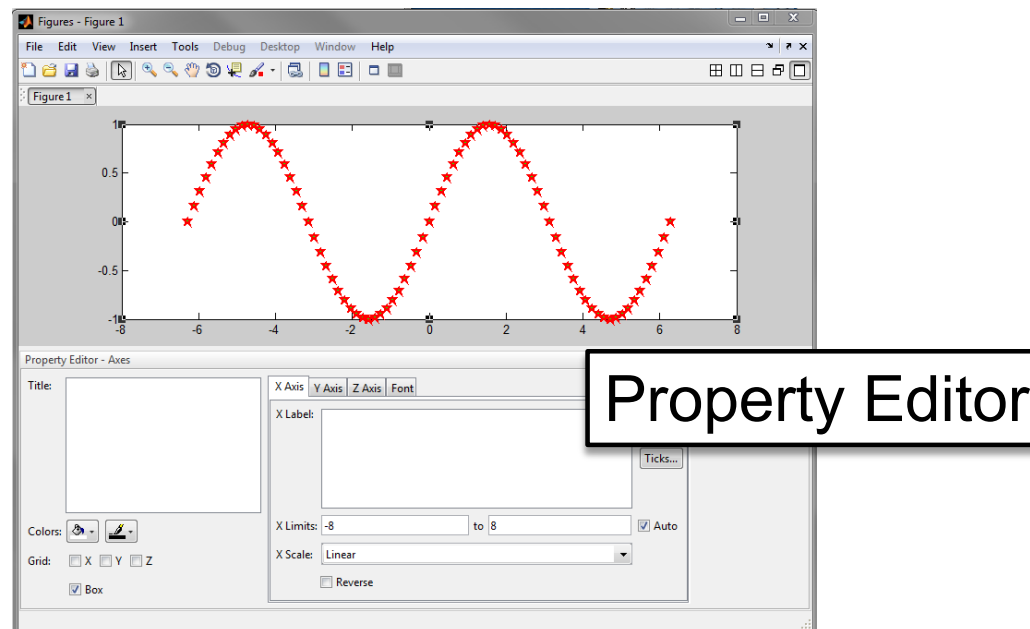 Figures - Figure 1
File Edit View Insert Tools Debug Desktop Window Help
Figure 1
1
0.5
0
-0.5
-1
-8 -6 -4 -2 0 2 4 6 8
Property Editor - Axes
Property Editor
Title:
X Axis Y Axis Z Axis Font
X Label:
Ticks...
Colors:
X Limits: -8 to 8 Auto
Grid: X Y Z
X Scale: Linear
Box
Reverse